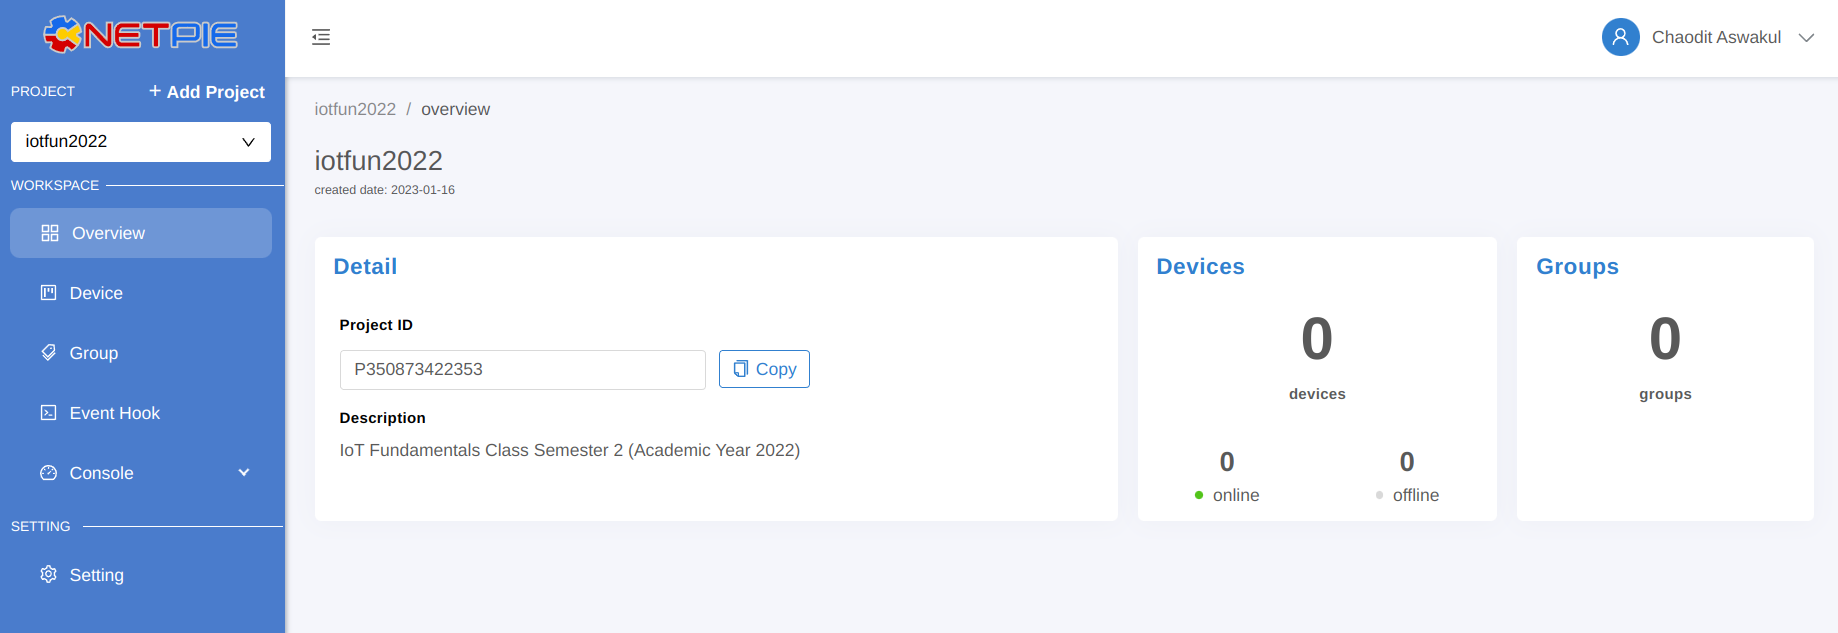 NETPIE
PROJECT
+ Add Project
iotfun2022
WORKSPACE
Overview
Device
Group
Event Hook
Console
SETTING
Setting
Chaodit Aswakul
iotfun2022 / overview
iotfun2022
created date: 2023-01-16
Detail
Project ID
P350873422353
Copy
Description
IoT Fundamentals Class Semester 2 (Academic Year 2022)
Devices
0
devices
0
online
0
offline
Groups
0
groups